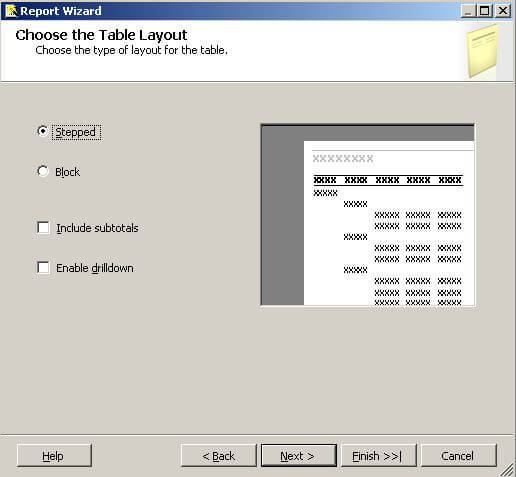 Report Wizard
Choose the Table Layout
Choose the type of layout for the table.
Stepped
Block
Include subtotals
Enable drilldown
XXXXXXXX
XXXX XXXX XXXX XXXX XXXX
XXXXX
XXXXX
XXXXX XXXXX XXXXX
XXXXX XXXXX XXXXX
XXXXX
XXXXX XXXXX XXXXX
XXXXX XXXXX XXXXX
XXXXX
XXXXX XXXXX XXXXX
XXXXX XXXXX XXXXX
XXXXX XXXXX XXXXX
Help
< Back
Next >
Finish >>|
Cancel